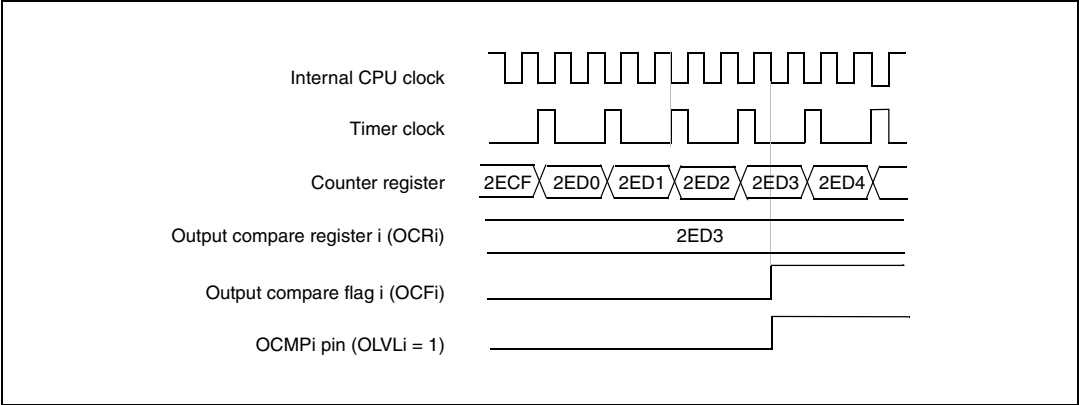 Internal CPU clock
Timer clock
Counter register 2ECF 2ED0 2ED1 2ED2 2ED3 2ED4
Output compare register i (OCRi) 2ED3
Output compare flag i (OCFi)
OCMPi pin (OLVLi = 1)